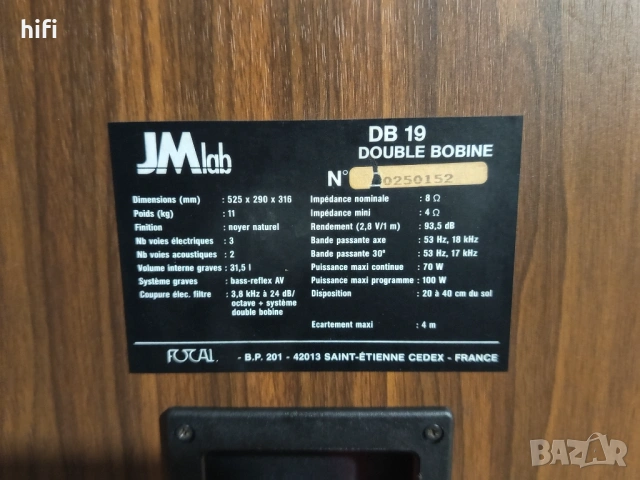 hifi
JMlab
DB 19
DOUBLE BOBINE
N° 0250152
Dimensions (mm) : 525 x 290 x 316
Poids (kg) : 11
Finition : noyer naturel
Nb voies électriques : 3
Nb voies acoustiques : 2
Volume interne graves : 31,5 l
Système graves : bass-reflex AV
Coupure élec. filtre : 3,8 kHz à 24 dB/
octave + système
double bobine
Impédance nominale : 8 Ω
Impédance mini : 4 Ω
Rendement (2,8 V/1 m) : 93,5 dB
Bande passante axe : 53 Hz, 18 kHz
Bande passante 30° : 53 Hz, 17 kHz
Puissance maxi continue : 70 W
Puissance maxi programme : 100 W
Disposition : 20 à 40 cm du sol
Ecartement maxi : 4 m
FOCAL - B.P. 201 - 42013 SAINT-ÉTIENNE CEDEX - FRANCE
BAZAR